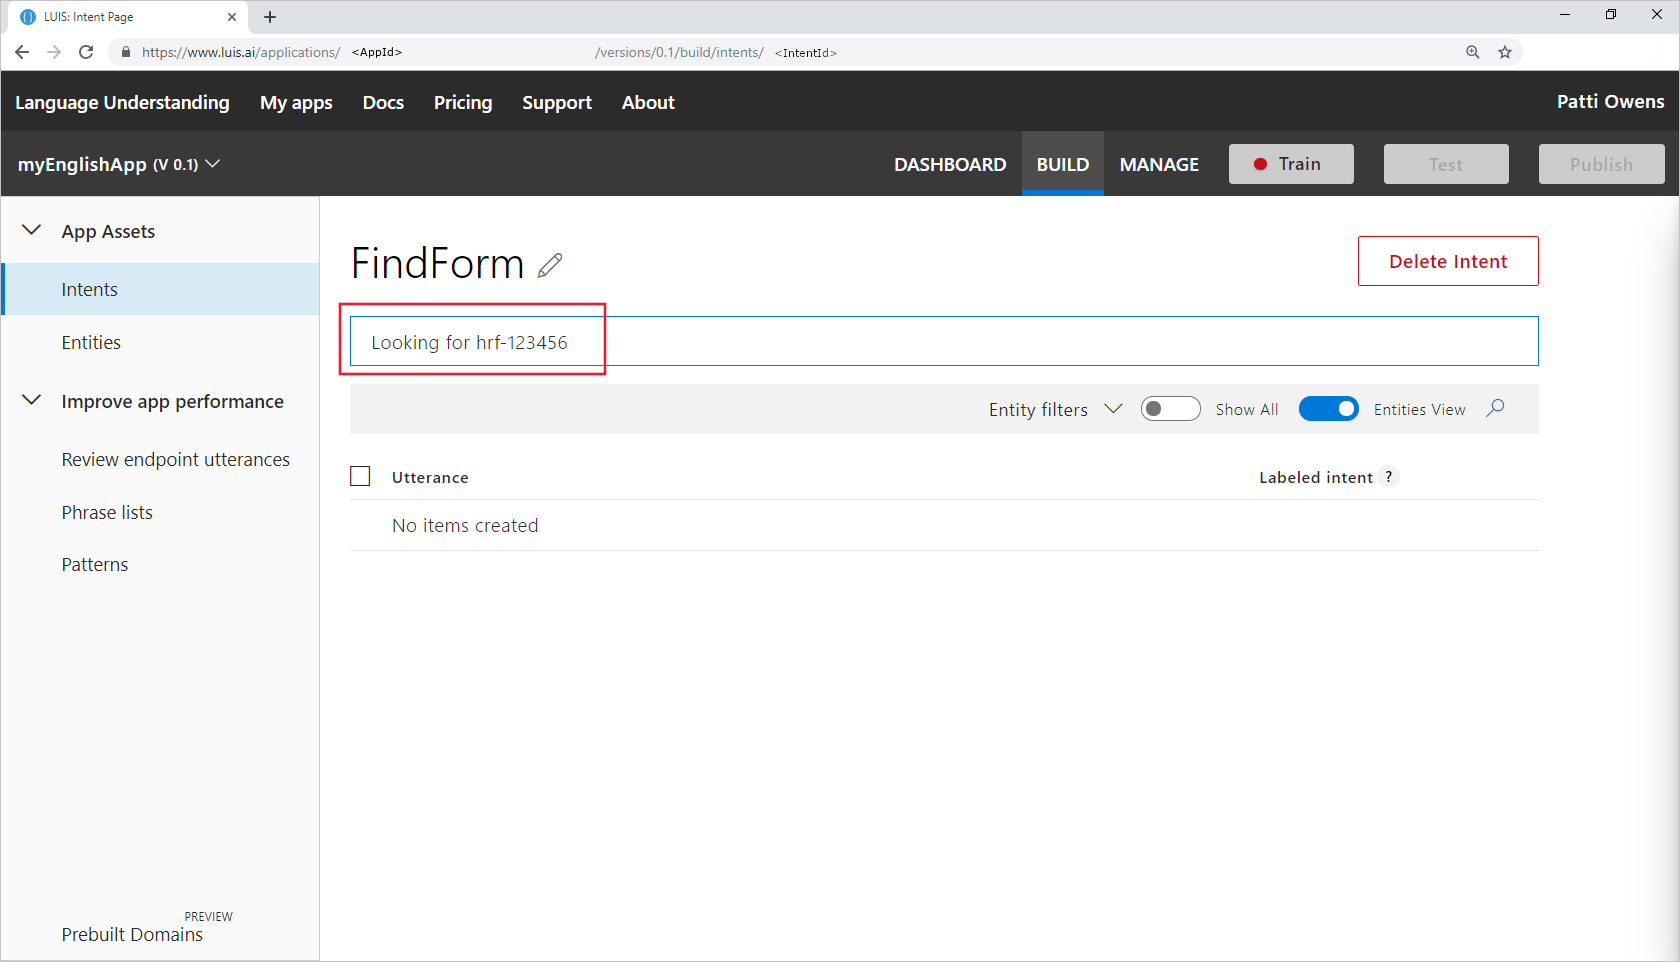 LUIS: Intent Page
https://www.luis.ai/applications/ <AppId> /versions/0.1/build/intents/ <IntentId>
Language Understanding My apps Docs Pricing Support About Patti Owens
myEnglishApp (V 0.1) DASHBOARD BUILD MANAGE Train Test Publish
App Assets
Intents
Entities
Improve app performance
Review endpoint utterances
Phrase lists
Patterns
PREVIEW
Prebuilt Domains
FindForm
Delete Intent
Looking for hrf-123456
Entity filters Show All Entities View
Utterance Labeled intent ?
No items created